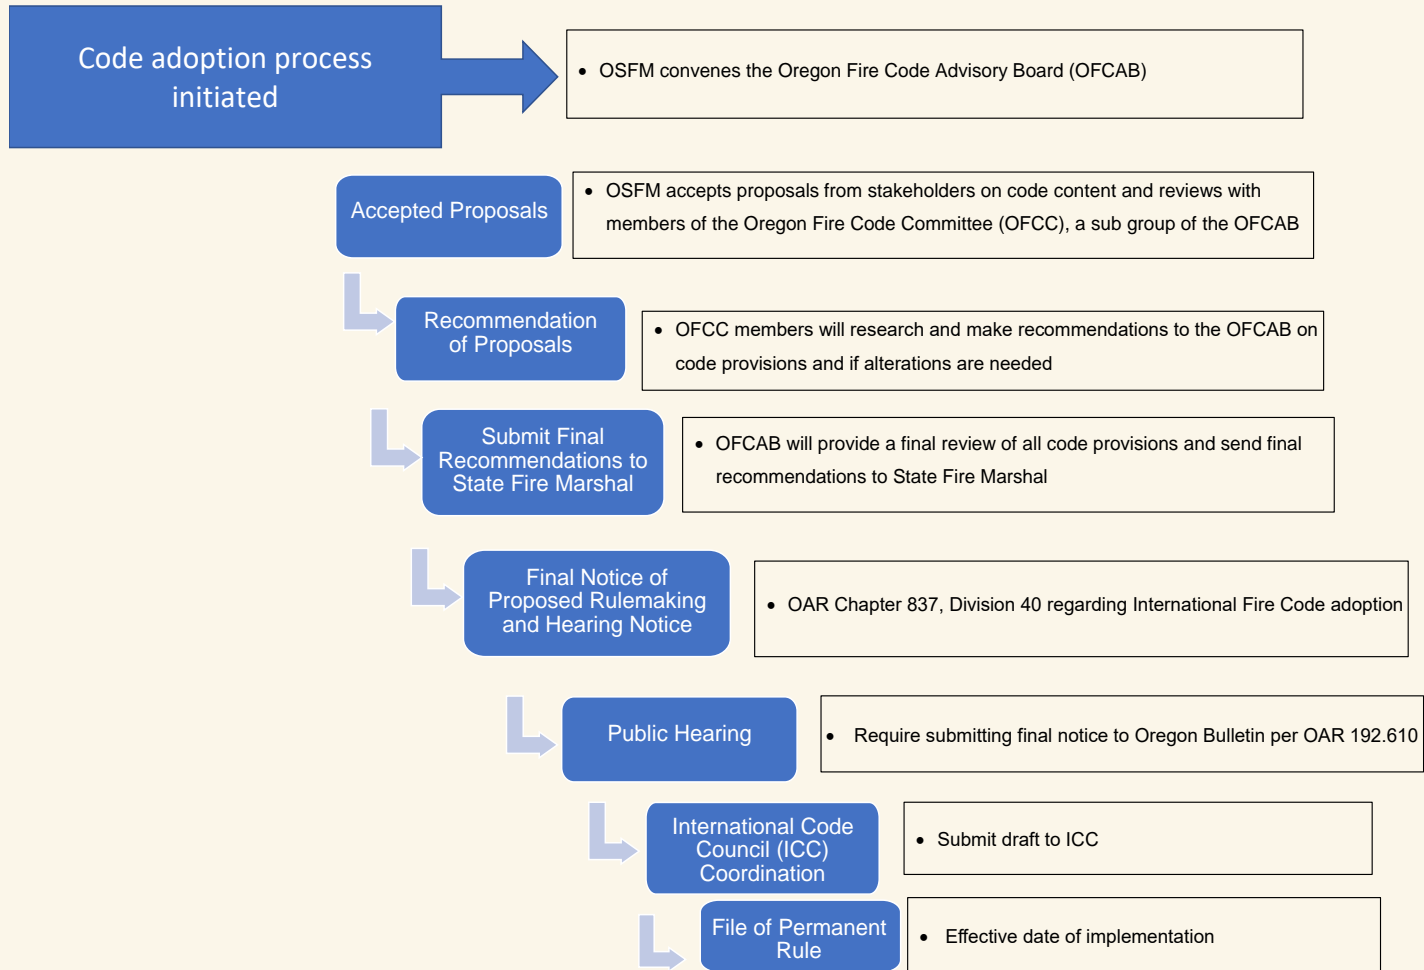 Code adoption process
initiated
• OSFM convenes the Oregon Fire Code Advisory Board (OFCAB)
Accepted Proposals
• OSFM accepts proposals from stakeholders on code content and reviews with
members of the Oregon Fire Code Committee (OFCC), a sub group of the OFCAB
Recommendation
of Proposals
• OFCC members will research and make recommendations to the OFCAB on
code provisions and if alterations are needed
Submit Final
Recommendations to
State Fire Marshal
• OFCAB will provide a final review of all code provisions and send final
recommendations to State Fire Marshal
Final Notice of
Proposed Rulemaking
and Hearing Notice
• OAR Chapter 837, Division 40 regarding International Fire Code adoption
Public Hearing
• Require submitting final notice to Oregon Bulletin per OAR 192.610
International Code
Council (ICC)
Coordination
• Submit draft to ICC
File of Permanent
Rule
• Effective date of implementation